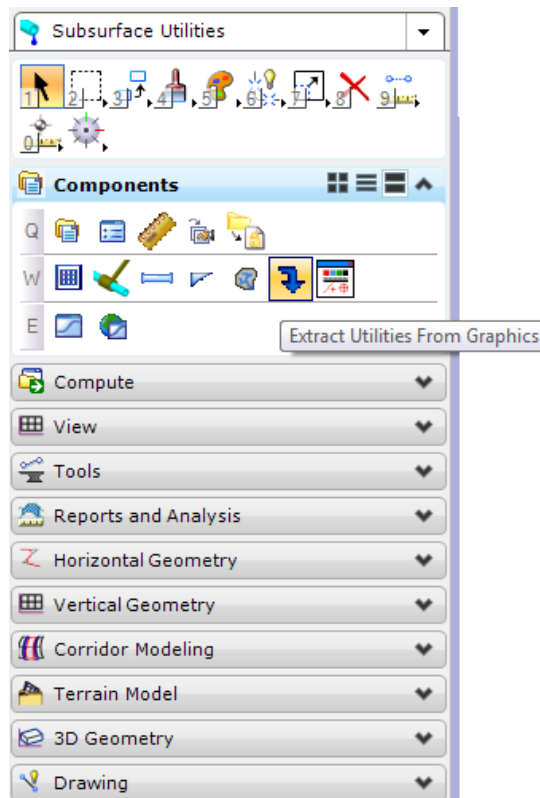 Subsurface Utilities
1 2 3 4 5 6 7 8 9
0
Components
Q
W
E
Extract Utilities From Graphics
Compute
View
Tools
Reports and Analysis
Horizontal Geometry
Vertical Geometry
Corridor Modeling
Terrain Model
3D Geometry
Drawing